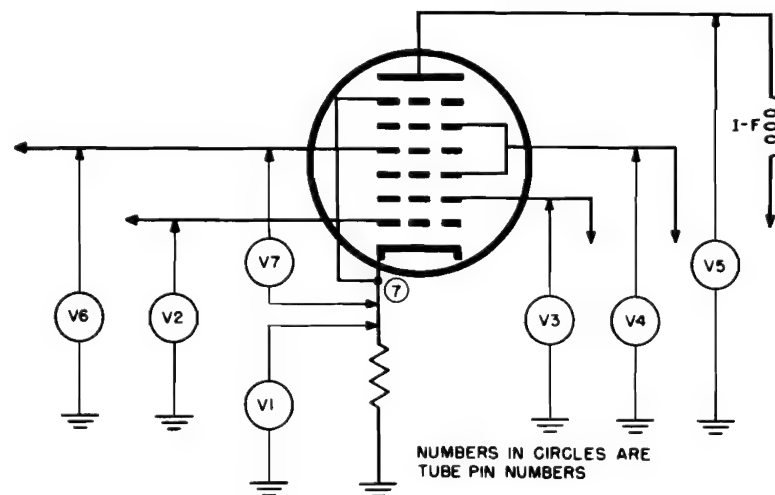 I-F
V7
V5
V6
V2
7
V3
V4
V1
NUMBERS IN CIRCLES ARE
TUBE PIN NUMBERS